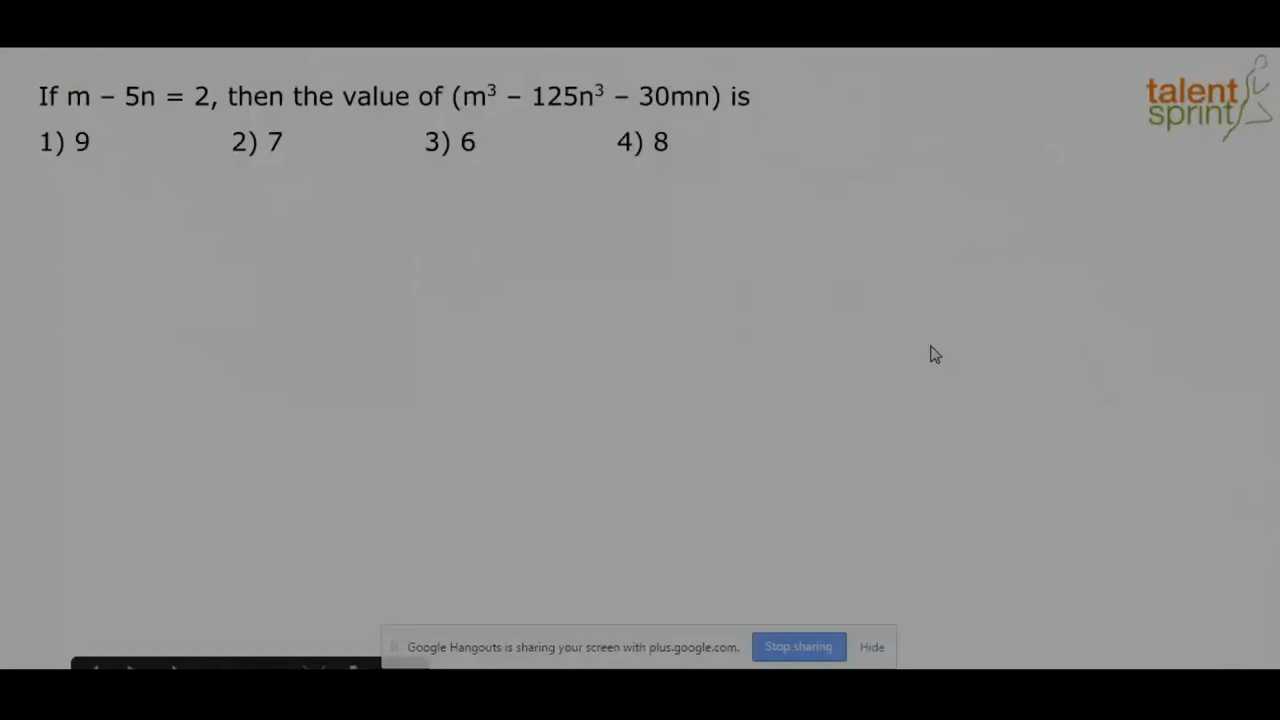 If m – 5n = 2, then the value of (m³ – 125n³ – 30mn) is
1) 9 2) 7 3) 6 4) 8
talent
sprint
Google Hangouts is sharing your screen with plus.google.com. Stop sharing Hide